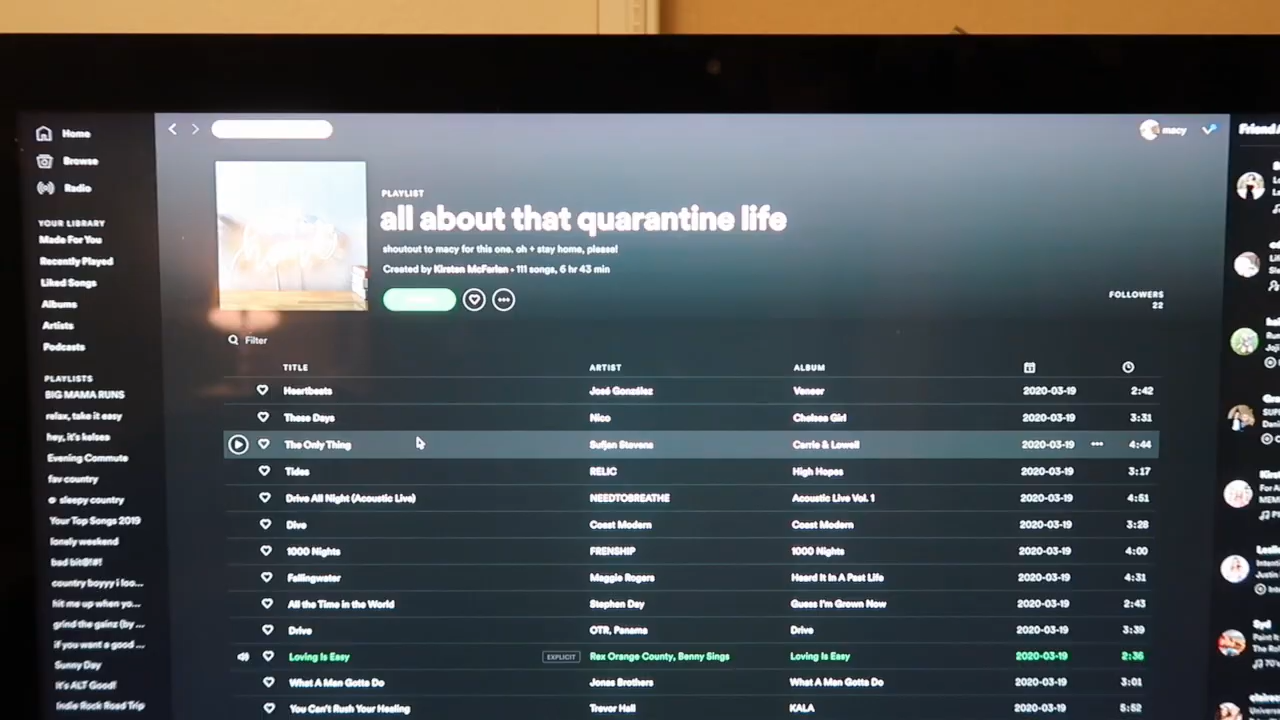 Home
Browse
Radio
YOUR LIBRARY
Made For You
Recently Played
Liked Songs
Albums
Artists
Podcasts
PLAYLISTS
BIG MAMA RUNS
relax, take it easy
hey, it's kelsea
Evening Commute
fav country
sleepy country
Your Top Songs 2019
lonely weekend
bad bit@!#!
country boyyy i loo...
hit me up when yo...
grind the gainz (by ...
if you want a good ...
Sunny Day
It's ALT Good!
Indie Rock Road Trip
macy
PLAYLIST
all about that quarantine life
shoutout to macy for this one. oh + stay home, please!
Created by Kirsten McFarlan • 111 songs, 6 hr 43 min
FOLLOWERS
22
Filter
TITLE ARTIST ALBUM
Heartbeats José González Veneer 2020-03-19 2:42
These Days Nico Chelsea Girl 2020-03-19 3:31
The Only Thing Sufjan Stevens Carrie & Lowell 2020-03-19 ••• 4:44
Tides RELIC High Hopes 2020-03-19 3:17
Drive All Night (Acoustic Live) NEEDTOBREATHE Acoustic Live Vol. 1 2020-03-19 4:51
Dive Coast Modern Coast Modern 2020-03-19 3:28
1000 Nights FRENSHIP 1000 Nights 2020-03-19 4:00
Fallingwater Maggie Rogers Heard It In A Past Life 2020-03-19 4:31
All the Time in the World Stephen Day Guess I'm Grown Now 2020-03-19 2:43
Drive OTR, Panama Drive 2020-03-19 3:39
Loving Is Easy EXPLICIT Rex Orange County, Benny Sings Loving Is Easy 2020-03-19 2:36
What A Man Gotta Do Jonas Brothers What A Man Gotta Do 2020-03-19 3:01
You Can't Rush Your Healing Trevor Hall KALA 2020-03-19 5:52
Friend